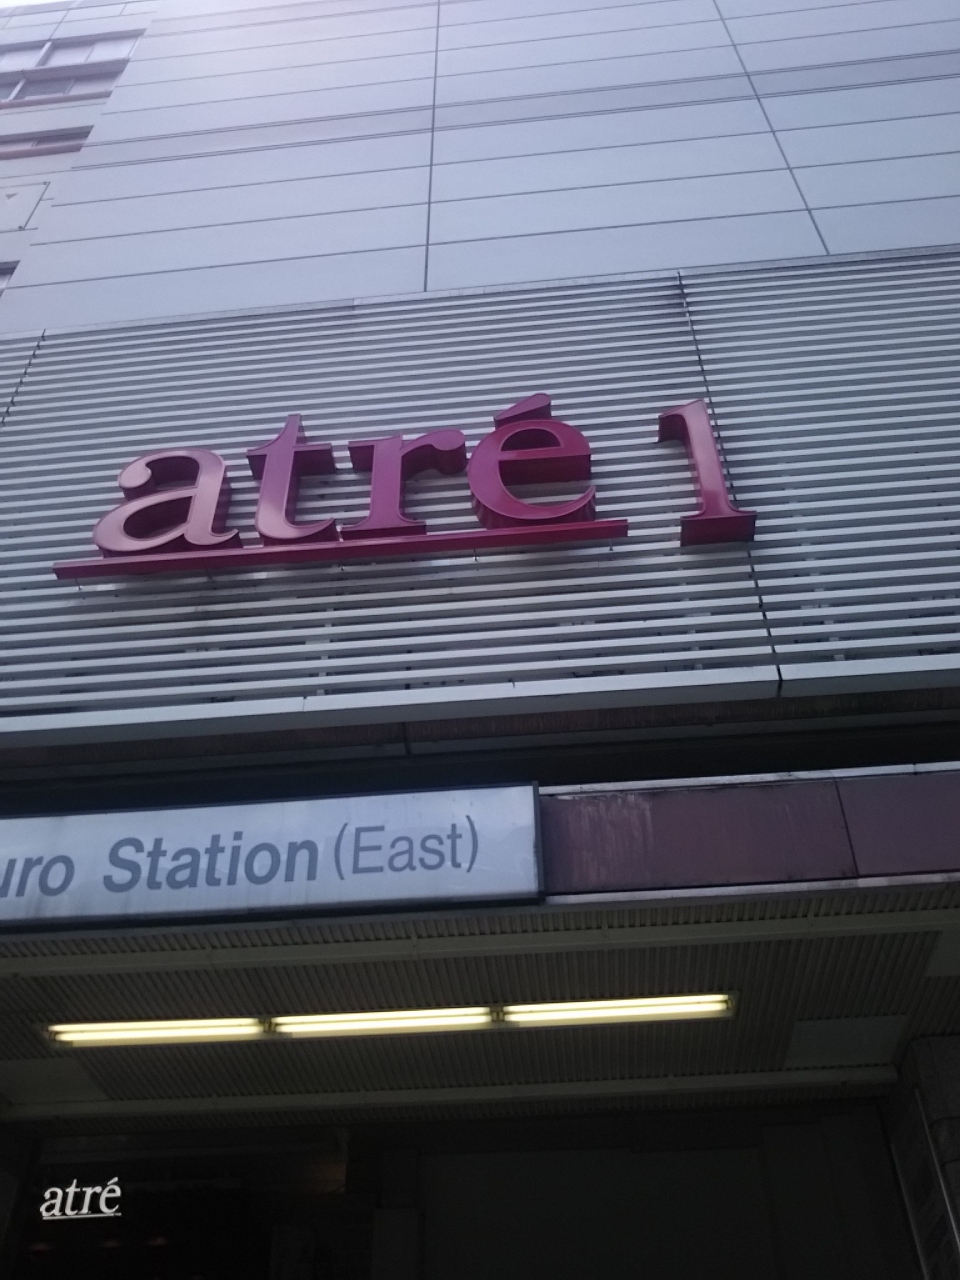 atré 1
uro Station (East)
atré